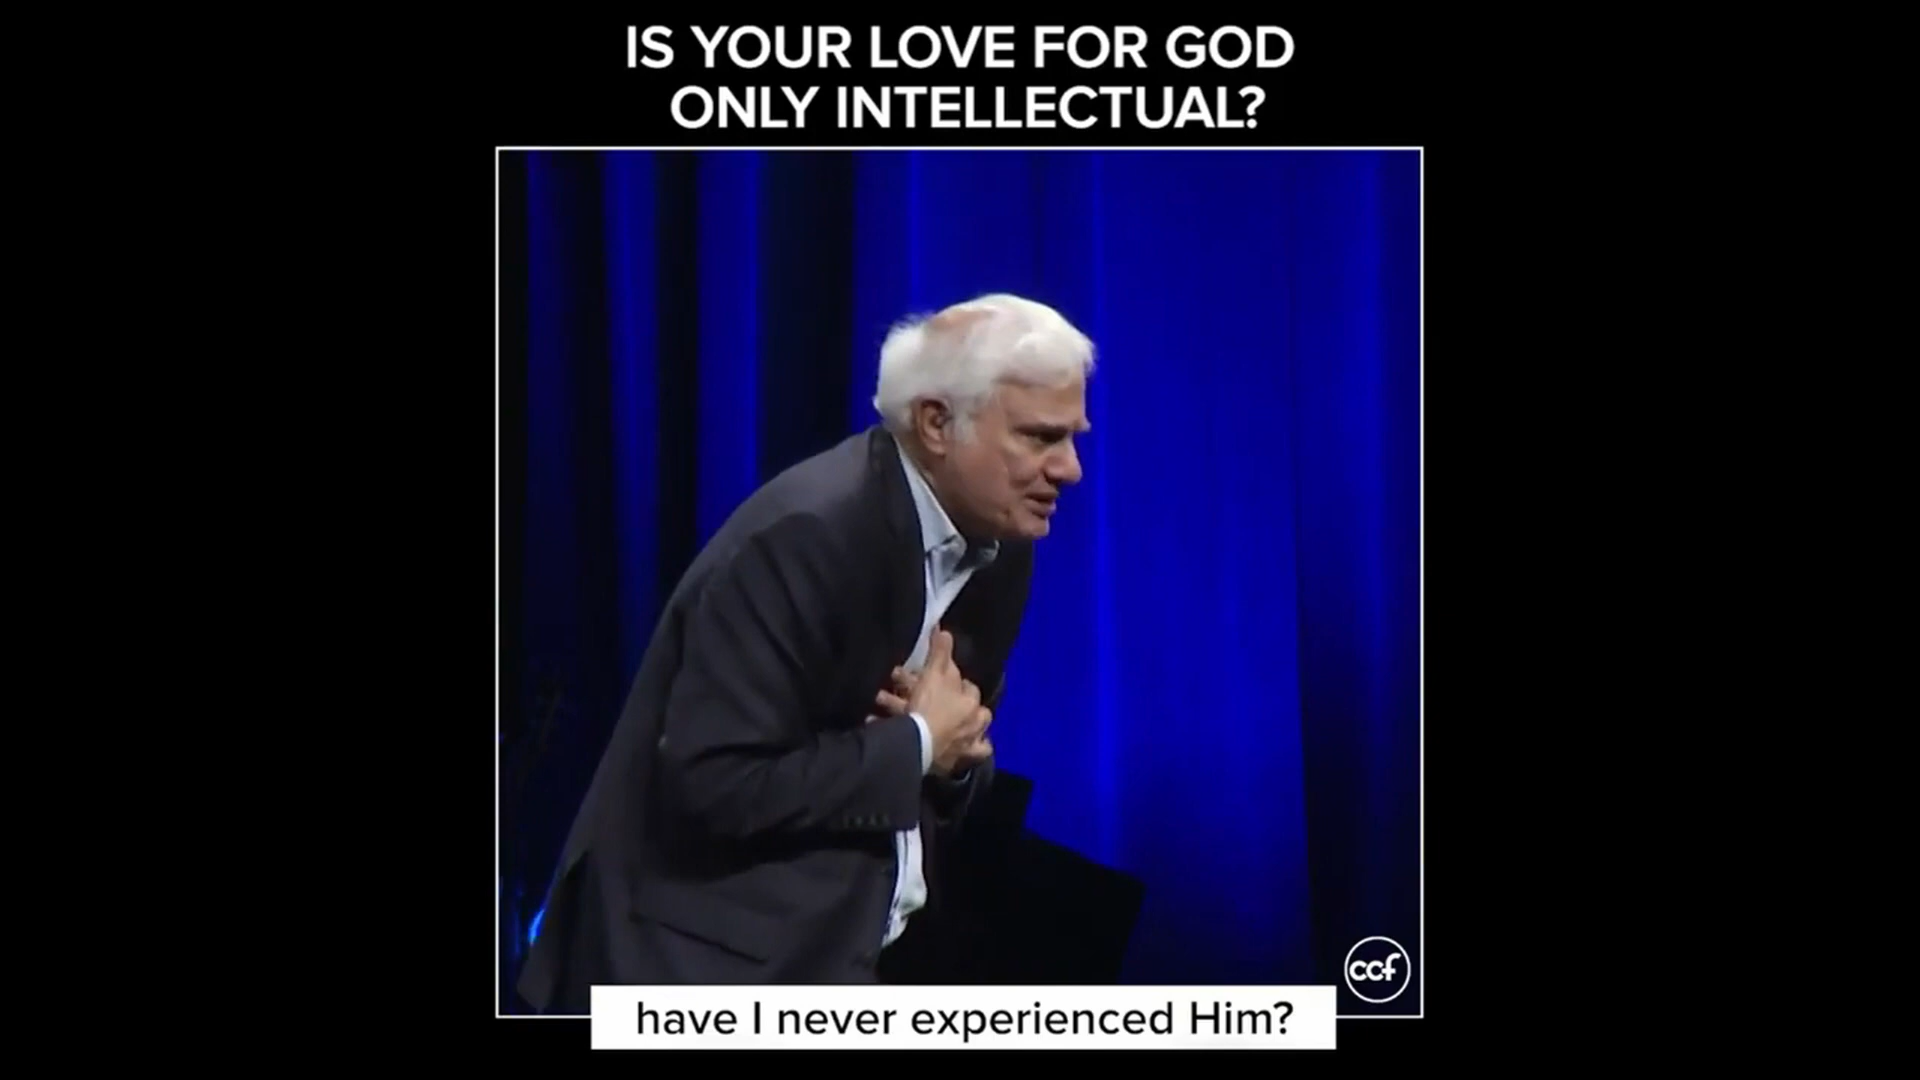 IS YOUR LOVE FOR GOD
ONLY INTELLECTUAL?
ccf
have I never experienced Him?